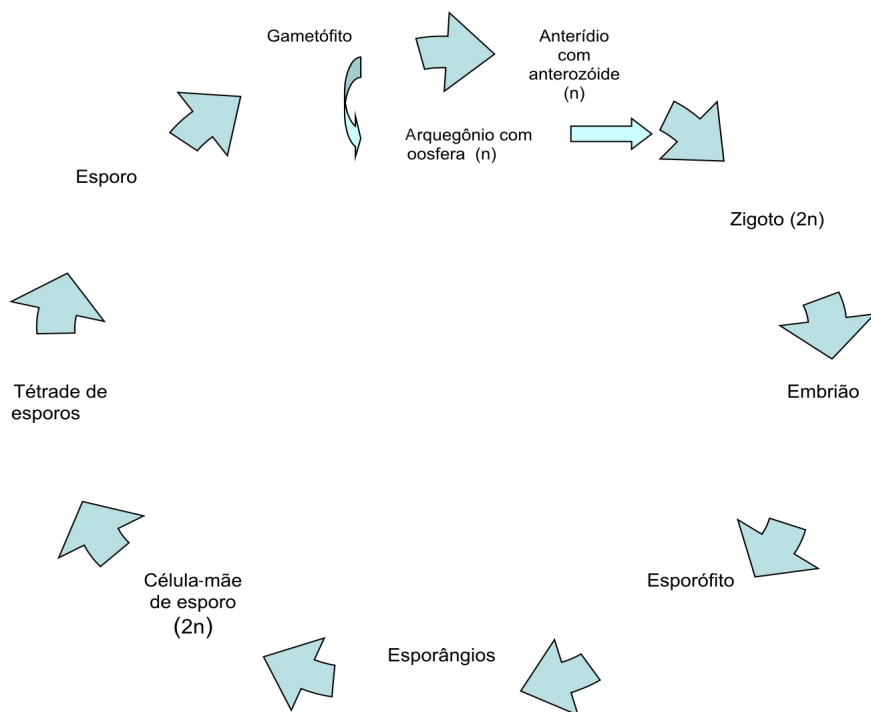 Gametófito
Anterídio
com
anterozóide
(n)
Arquegônio com
oosfera (n)
Zigoto (2n)
Embrião
Esporófito
Esporângios
Célula-mãe
de esporo
(2n)
Tétrade de
esporos
Esporo